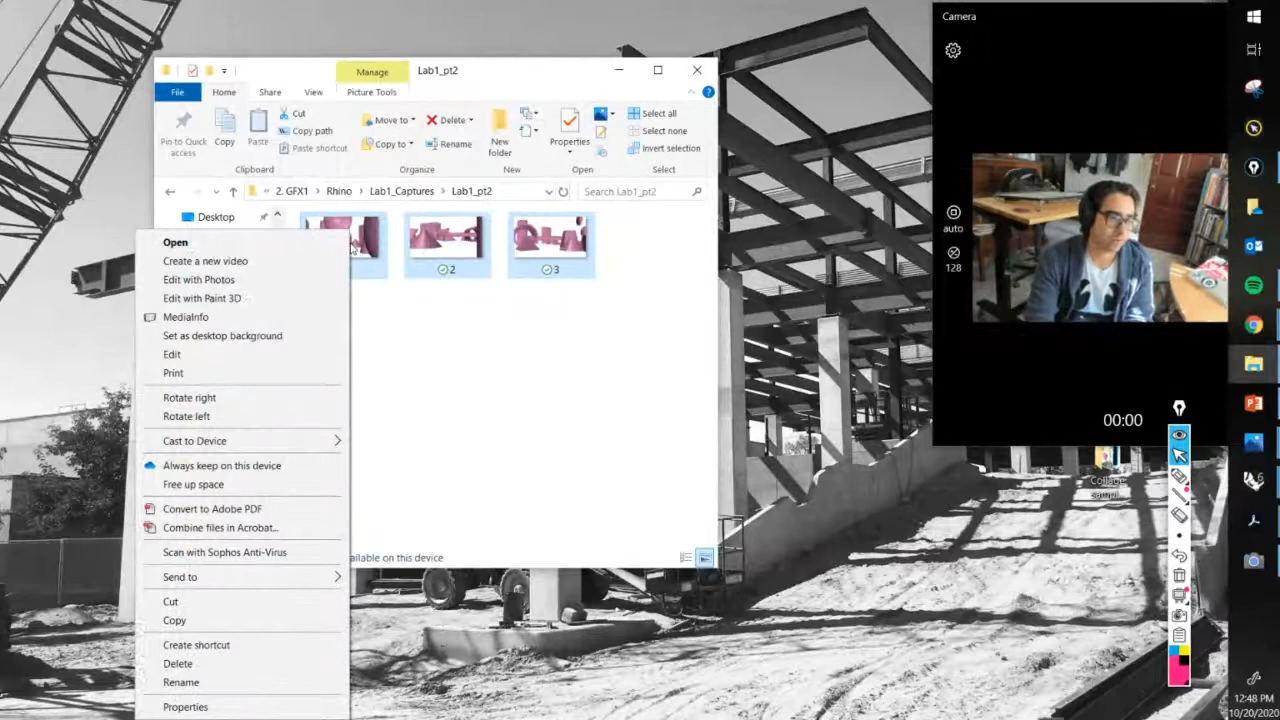 Camera
Manage
Lab1_pt2
File
Home
Share
View
Picture Tools
Pin to Quick
access
Copy
Paste
Cut
Copy path
Paste shortcut
Clipboard
Move to
Copy to
Delete
Rename
Organize
New
folder
New
Properties
Open
Select all
Select none
Invert selection
Select
« 2. GFX1 > Rhino > Lab1_Captures > Lab1_pt2
Search Lab1_pt2
Desktop
2
3
Open
Create a new video
Edit with Photos
Edit with Paint 3D
MediaInfo
Set as desktop background
Edit
Print
Rotate right
Rotate left
Cast to Device
Always keep on this device
Free up space
Convert to Adobe PDF
Combine files in Acrobat...
Scan with Sophos Anti-Virus
Send to
Cut
Copy
Create shortcut
Delete
Rename
Properties
ailable on this device
auto
128
00:00
Collage
sampl
12:48 PM
10/20/2020